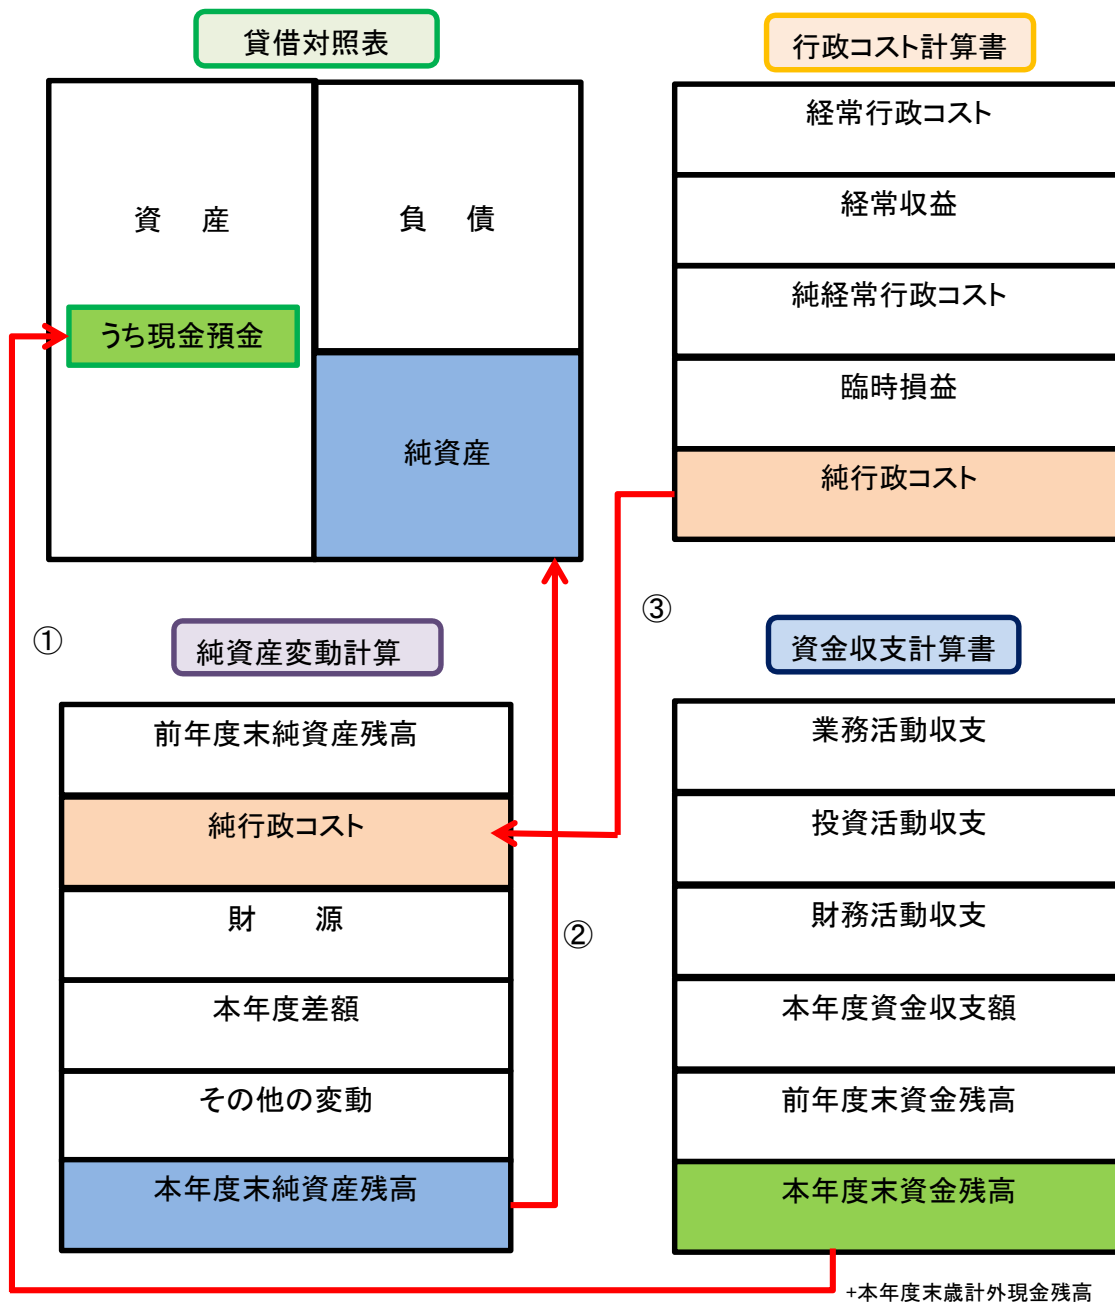 貸借対照表
資　産
負　債
うち現金預金
純資産
行政コスト計算書
経常行政コスト
経常収益
純経常行政コスト
臨時損益
純行政コスト
①
②
③
純資産変動計算
前年度末純資産残高
純行政コスト
財　　源
本年度差額
その他の変動
本年度末純資産残高
資金収支計算書
業務活動収支
投資活動収支
財務活動収支
本年度資金収支額
前年度末資金残高
本年度末資金残高
+本年度末歳計外現金残高